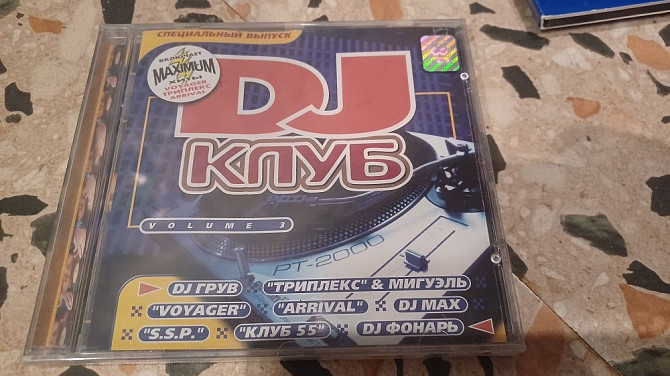 СПЕЦИАЛЬНЫЙ ВЫПУСК
ВКЛЮЧАЕТ
MAXIMUM
ХИТЫ
VOYAGER
ТРИПЛЕКС
ARRIVAL
DJ
КЛУБ
VOLUME 3
PT-2000
DJ ГРУВ "ТРИПЛЕКС" & МИГУЭЛЬ
"VOYAGER" "ARRIVAL" DJ MAX
"S.S.P." "КЛУБ 55" DJ ФОНАРЬ